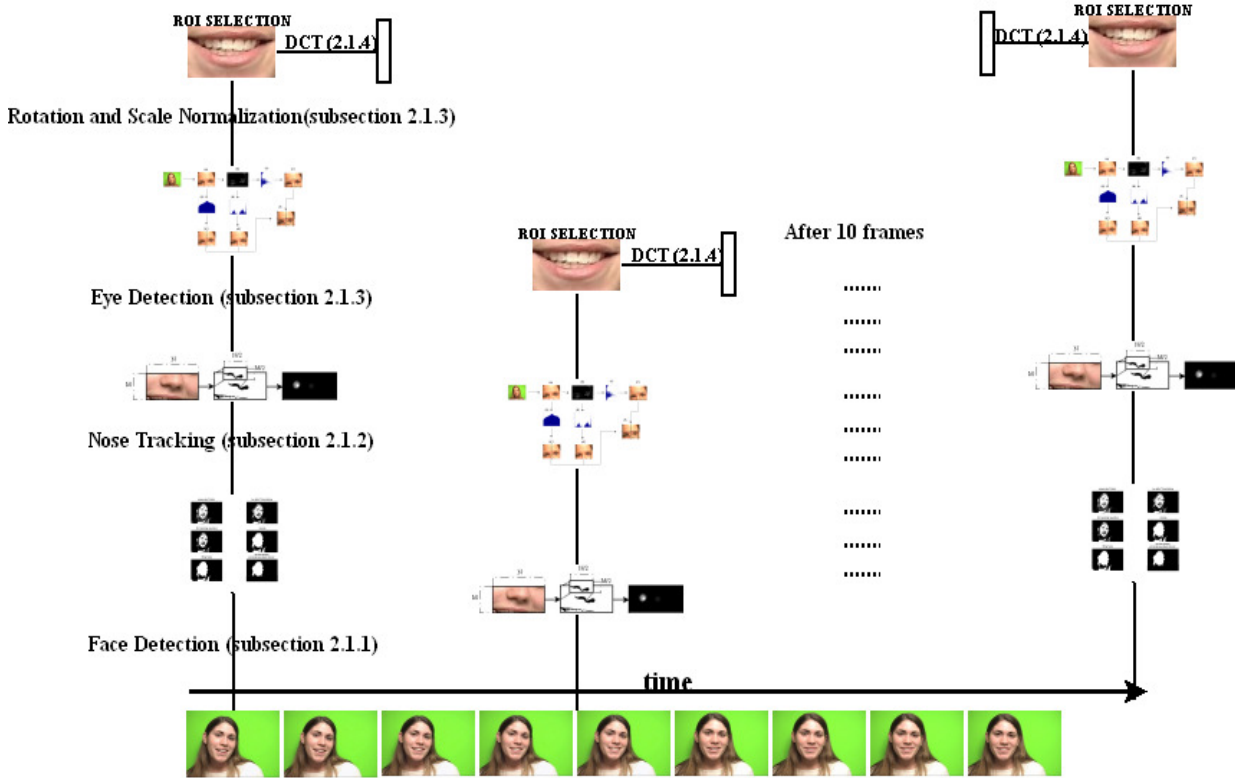 ROI SELECTION
DCT (2.1.4)
ROI SELECTION
DCT (2.1.4)
Rotation and Scale Normalization(subsection 2.1.3)
ROI SELECTION
DCT (2.1.4)
After 10 frames
Eye Detection (subsection 2.1.3)
Nose Tracking (subsection 2.1.2)
Face Detection (subsection 2.1.1)
time